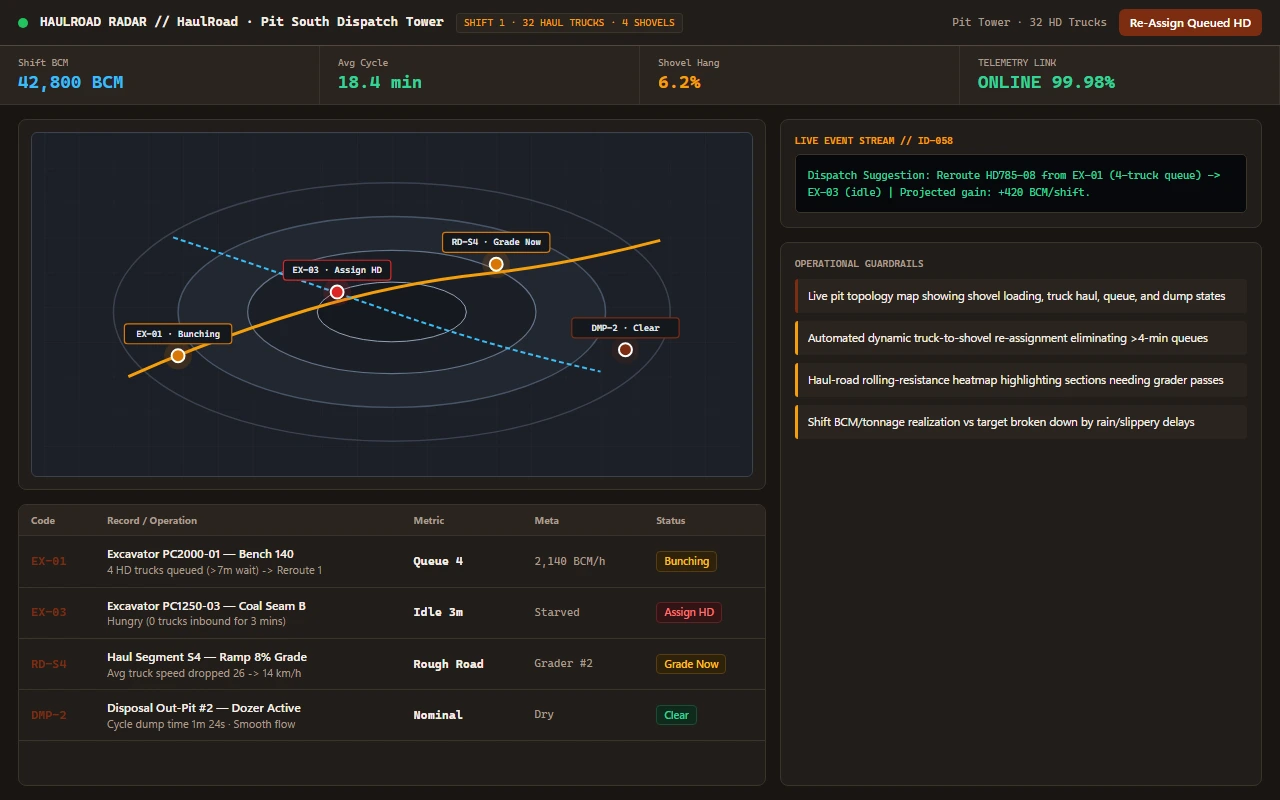 HAULROAD RADAR // HaulRoad · Pit South Dispatch Tower
SHIFT 1 · 32 HAUL TRUCKS · 4 SHOVELS
Pit Tower · 32 HD Trucks
Re-Assign Queued HD
Shift BCM
42,800 BCM
Avg Cycle
18.4 min
Shovel Hang
6.2%
TELEMETRY LINK
ONLINE 99.98%
RD-S4 · Grade Now
EX-03 · Assign HD
EX-01 · Bunching
DMP-2 · Clear
LIVE EVENT STREAM // ID-058
Dispatch Suggestion: Reroute HD785-08 from EX-01 (4-truck queue) ->
EX-03 (idle) | Projected gain: +420 BCM/shift.
OPERATIONAL GUARDRAILS
Live pit topology map showing shovel loading, truck haul, queue, and dump states
Automated dynamic truck-to-shovel re-assignment eliminating >4-min queues
Haul-road rolling-resistance heatmap highlighting sections needing grader passes
Shift BCM/tonnage realization vs target broken down by rain/slippery delays
Code Record / Operation Metric Meta Status
EX-01 Excavator PC2000-01 — Bench 140 Queue 4 2,140 BCM/h Bunching
4 HD trucks queued (>7m wait) -> Reroute 1
EX-03 Excavator PC1250-03 — Coal Seam B Idle 3m Starved Assign HD
Hungry (0 trucks inbound for 3 mins)
RD-S4 Haul Segment S4 — Ramp 8% Grade Rough Road Grader #2 Grade Now
Avg truck speed dropped 26 -> 14 km/h
DMP-2 Disposal Out-Pit #2 — Dozer Active Nominal Dry Clear
Cycle dump time 1m 24s · Smooth flow